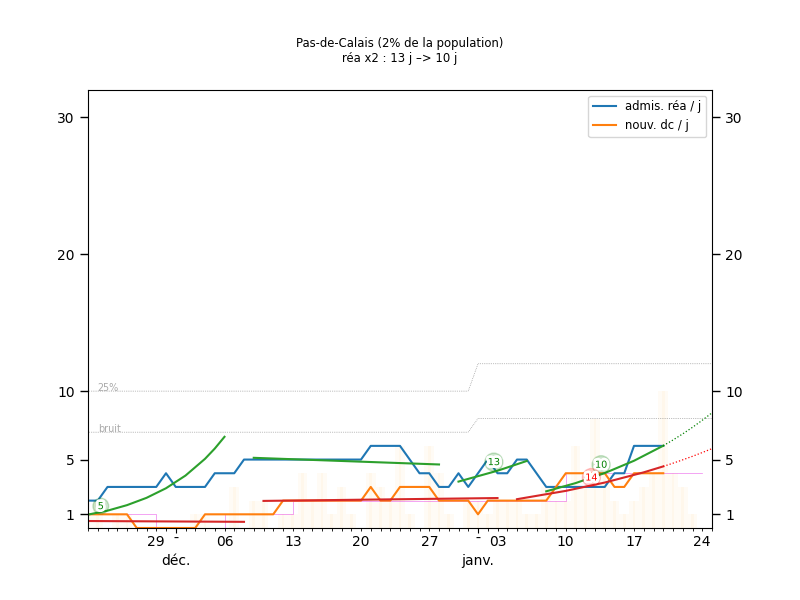 Pas-de-Calais (2% de la population)
réa x2 : 13 j –> 10 j
admis. réa / j
nouv. dc / j
30 30
20 20
25%
10 10
bruit
5 13 10 5
14
5
1 1
29 - 06 13 20 27 - 03 10 17 24
déc. janv.